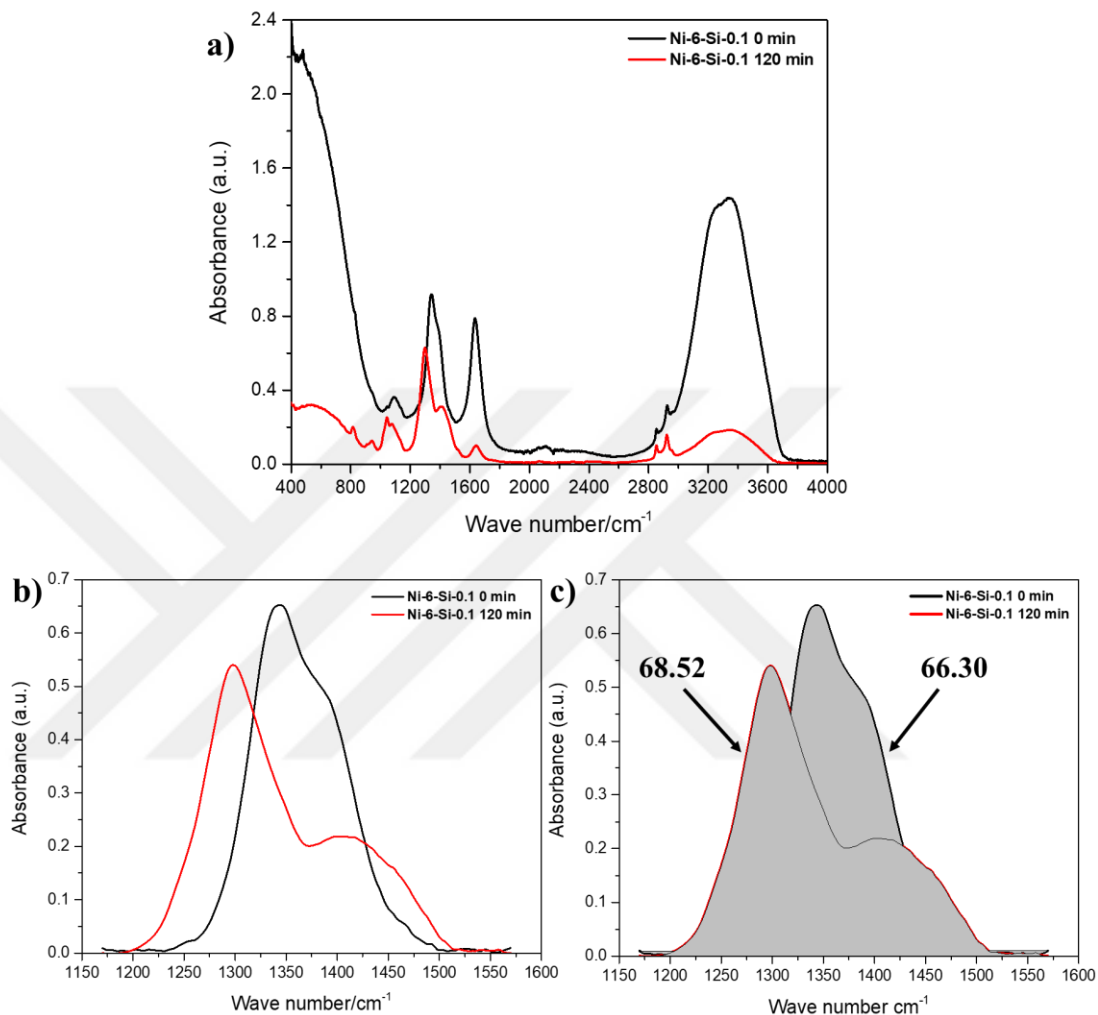 a)
Ni-6-Si-0.1 0 min
Ni-6-Si-0.1 120 min
2.4
2.0
1.6
1.2
0.8
0.4
0.0
Absorbance (a.u.)
400 800 1200 1600 2000 2400 2800 3200 3600 4000
Wave number/cm⁻¹
b)
Ni-6-Si-0.1 0 min
Ni-6-Si-0.1 120 min
0.7
0.6
0.5
0.4
0.3
0.2
0.1
0.0
Absorbance (a.u.)
1150 1200 1250 1300 1350 1400 1450 1500 1550 1600
Wave number/cm⁻¹
c)
Ni-6-Si-0.1 0 min
Ni-6-Si-0.1 120 min
68.52
66.30
0.7
0.6
0.5
0.4
0.3
0.2
0.1
0.0
Absorbance (a.u.)
1150 1200 1250 1300 1350 1400 1450 1500 1550 1600
Wave number cm⁻¹